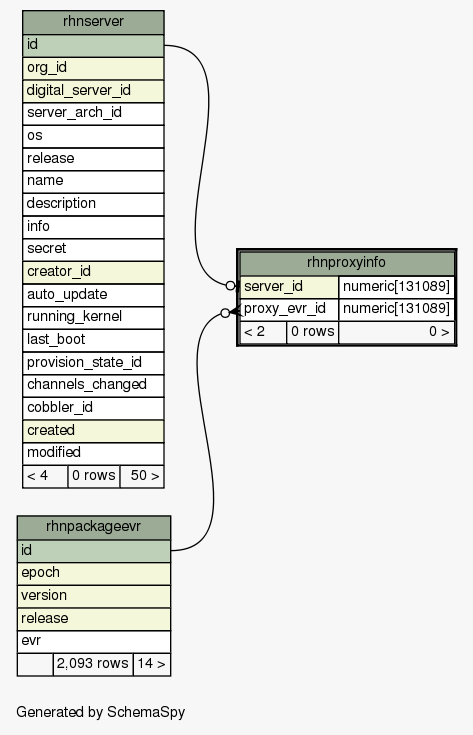 rhnserver
id
org_id
digital_server_id
server_arch_id
os
release
name
description
info
secret
creator_id
auto_update
running_kernel
last_boot
provision_state_id
channels_changed
cobbler_id
created
modified
< 4 0 rows 50 >
rhnproxyinfo
server_id numeric[131089]
proxy_evr_id numeric[131089]
< 2 0 rows 0 >
rhnpackageevr
id
epoch
version
release
evr
2,093 rows 14 >
Generated by SchemaSpy